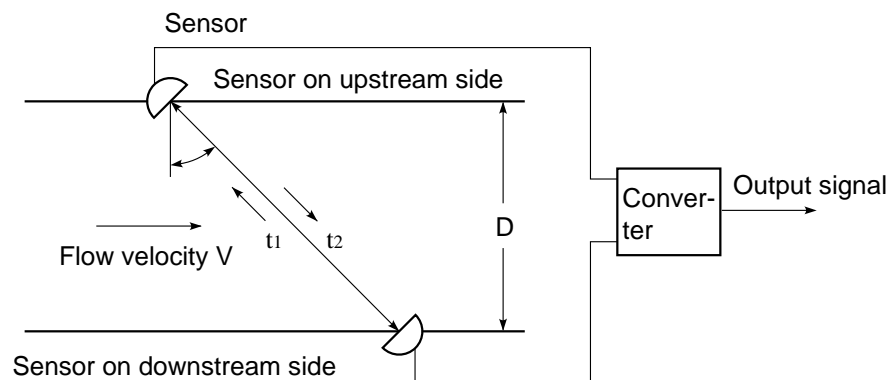 Sensor
Sensor on upstream side
Output signal
Conver-
ter
D
t1
t2
Flow velocity V
Sensor on downstream side